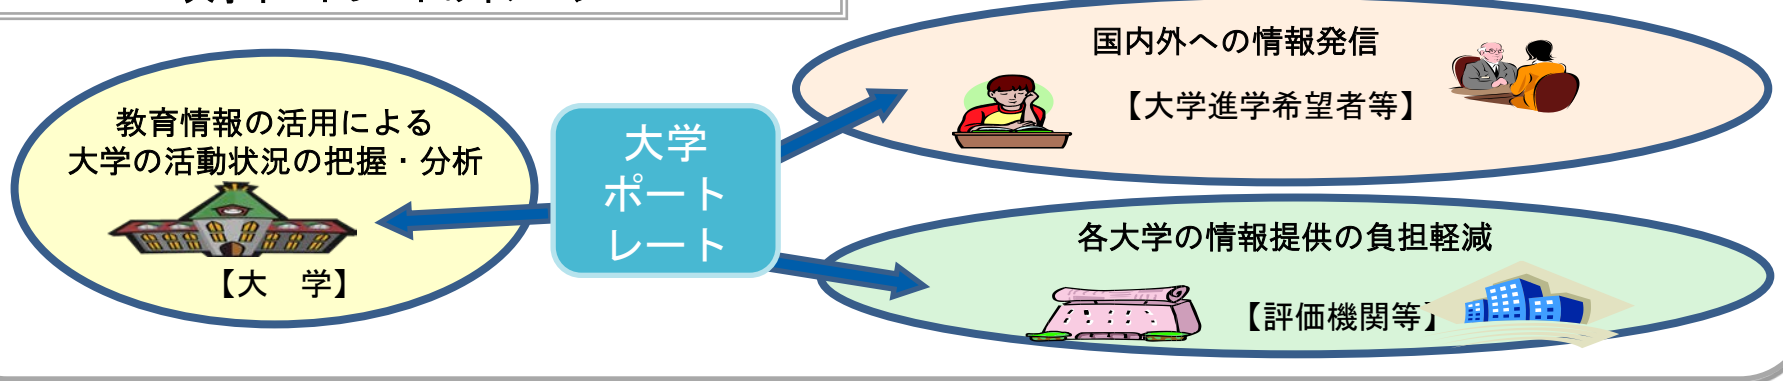 教育情報の活用による
大学の活動状況の把握・分析
【大　学】
大学
ポート
レート
国内外への情報発信
【大学進学希望者等】
各大学の情報提供の負担軽減
【評価機関等】